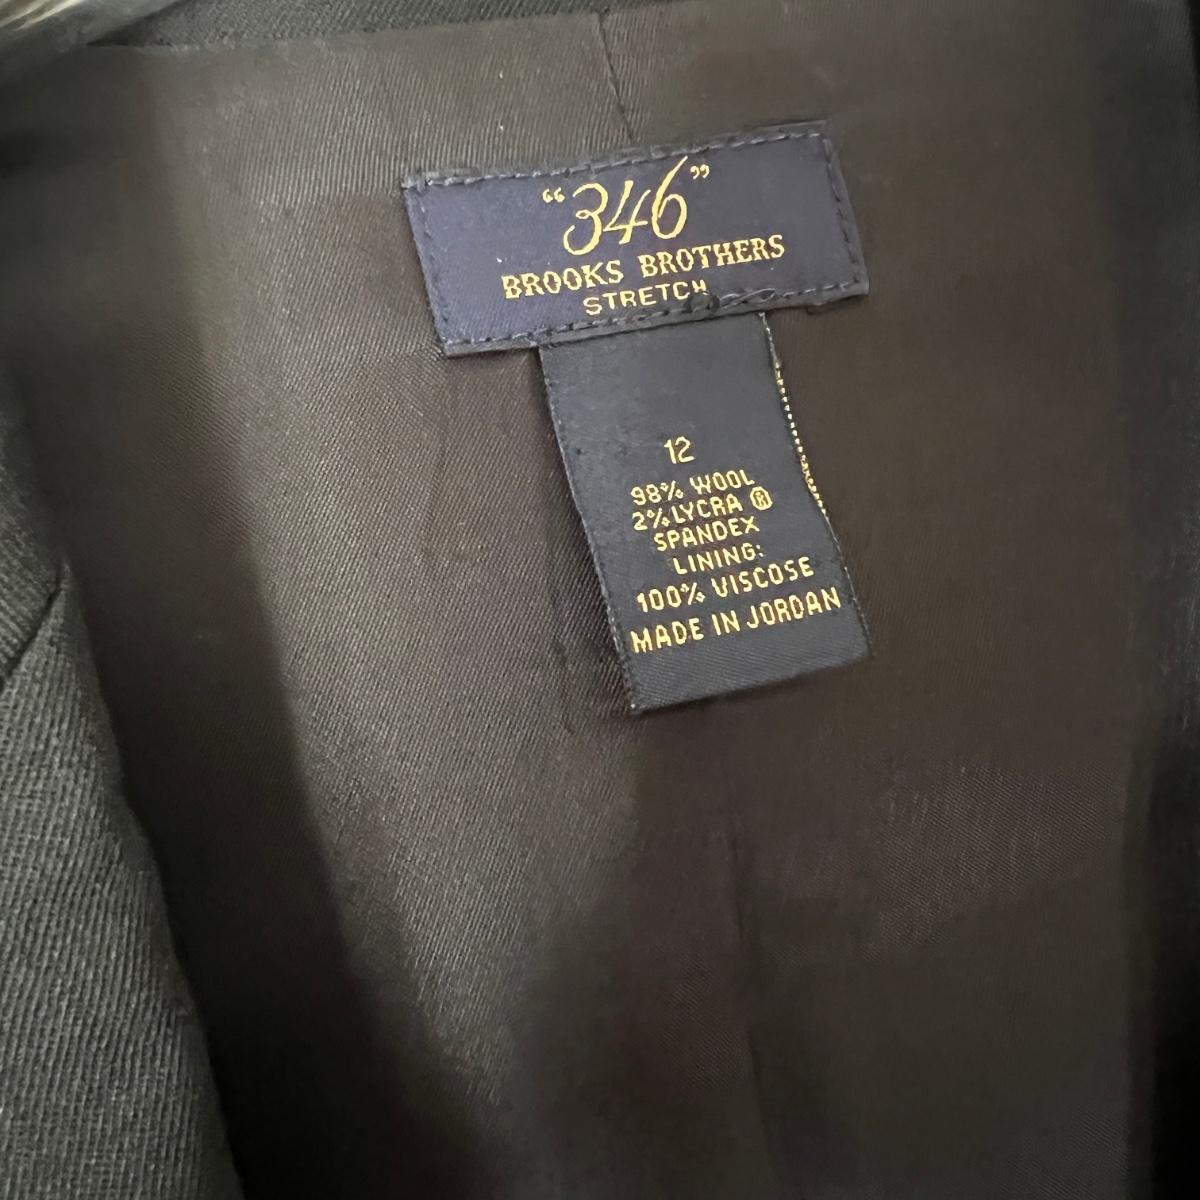 “346”
BROOKS BROTHERS
STRETCH
12
98% WOOL
2% LYCRA ®
SPANDEX
LINING:
100% VISCOSE
MADE IN JORDAN